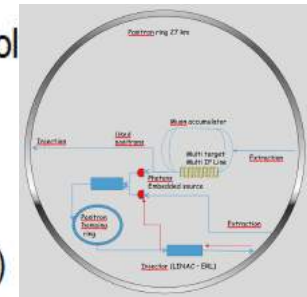 ol
Positron ring 27 km
Muon accumulator
Used
positrons
Injection
Multi target
Multi IP Line
Extraction
Photons
Embedded source
Positron
Damping
ring
Extraction
Injector (LINAC - ERL)
)